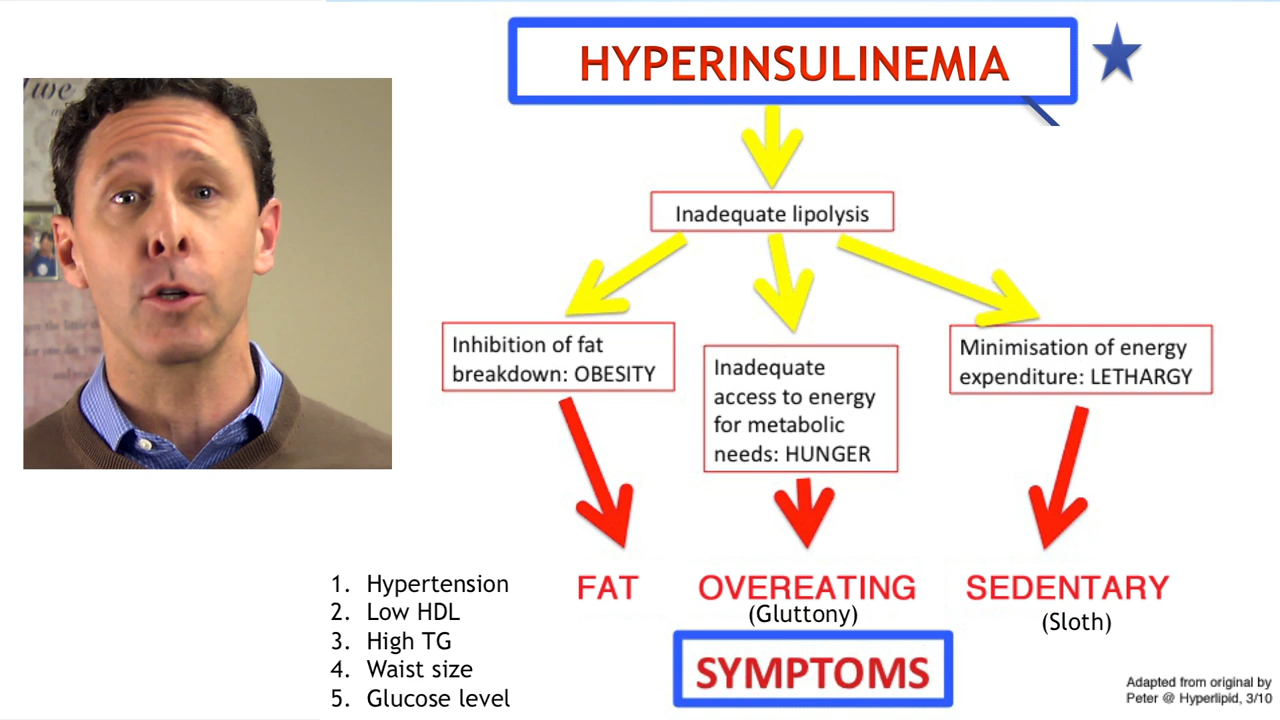 HYPERINSULINEMIA
Inadequate lipolysis
Inhibition of fat
breakdown: OBESITY
Inadequate
access to energy
for metabolic
needs: HUNGER
Minimisation of energy
expenditure: LETHARGY
FAT
OVEREATING
(Gluttony)
SEDENTARY
(Sloth)
SYMPTOMS
1. Hypertension
2. Low HDL
3. High TG
4. Waist size
5. Glucose level
Adapted from original by
Peter @ Hyperlipid, 3/10